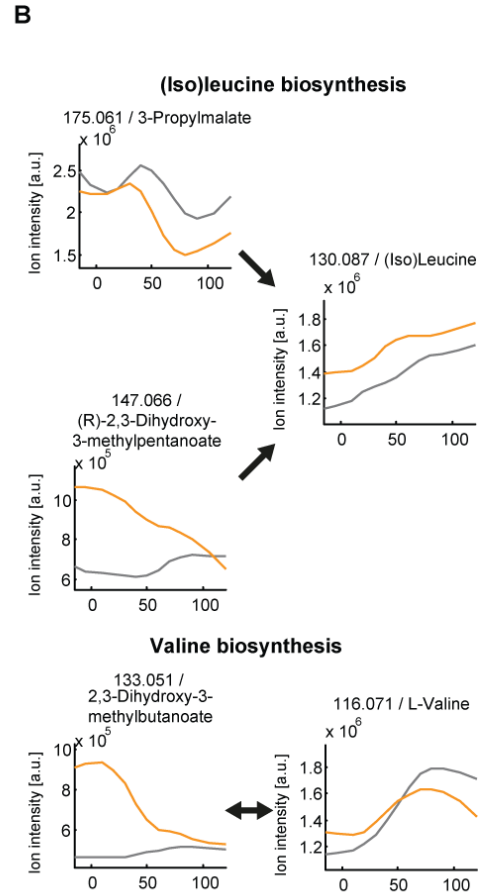 B
(Iso)leucine biosynthesis
175.061 / 3-Propylmalate
x 10^6
Ion intensity [a.u.]
2.5
2
1.5
0 50 100
130.087 / (Iso)Leucine
x 10^6
Ion intensity [a.u.]
1.8
1.6
1.4
1.2
0 50 100
147.066 /
(R)-2,3-Dihydroxy-
3-methylpentanoate
x 10^5
Ion intensity [a.u.]
10
8
6
0 50 100
Valine biosynthesis
133.051 /
2,3-Dihydroxy-3-
methylbutanoate
x 10^5
Ion intensity [a.u.]
10
8
6
0 50 100
116.071 / L-Valine
x 10^6
Ion intensity [a.u.]
1.8
1.6
1.4
1.2
0 50 100